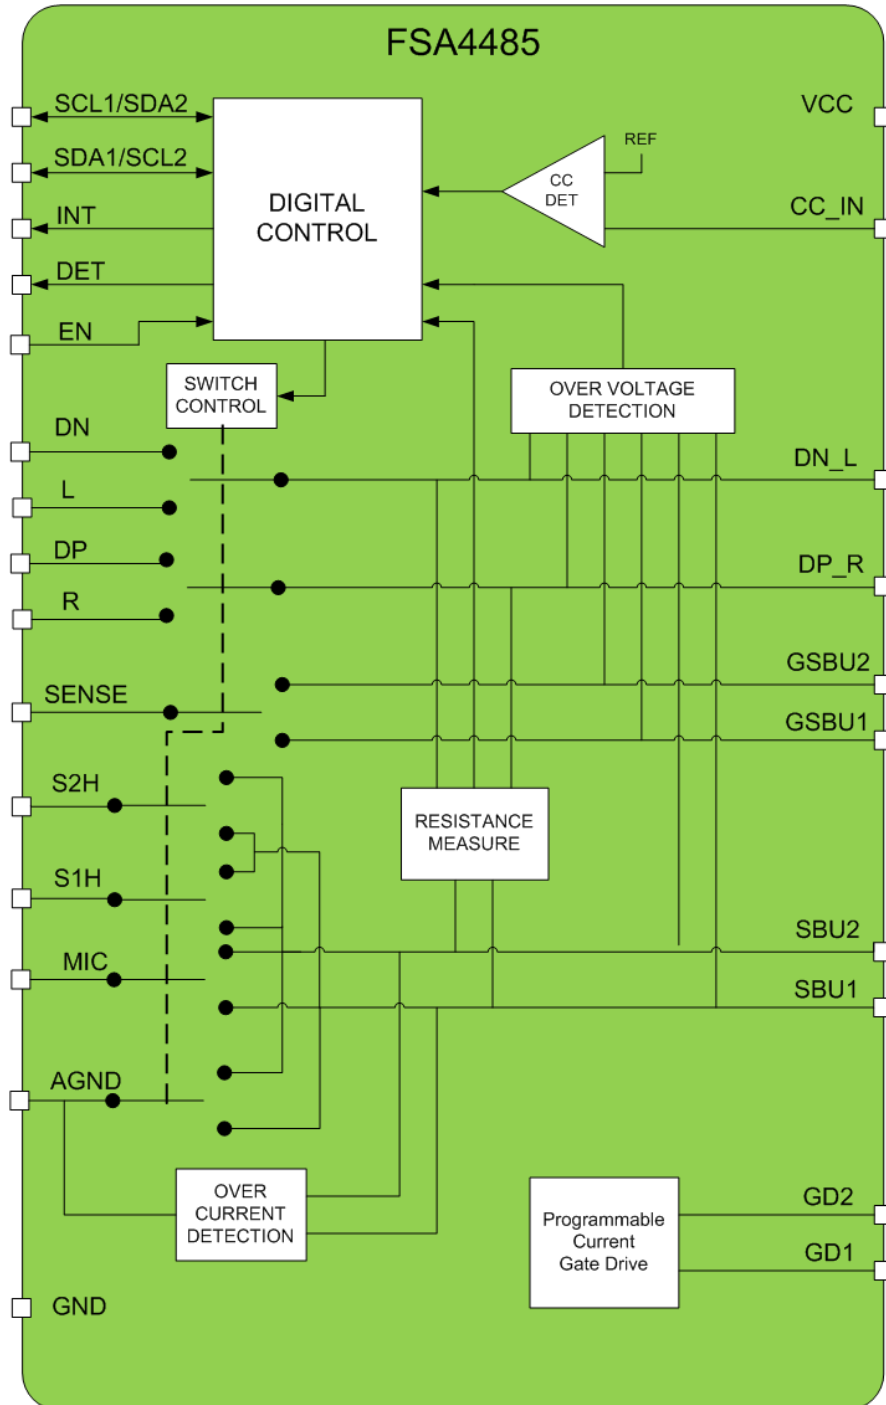 FSA4485
SCL1/SDA2
VCC
SDA1/SCL2
REF
CC
DET
DIGITAL
CONTROL
INT
CC_IN
DET
EN
SWITCH
CONTROL
OVER VOLTAGE
DETECTION
DN
DN_L
L
DP
DP_R
R
GSBU2
SENSE
GSBU1
S2H
RESISTANCE
MEASURE
S1H
SBU2
MIC
SBU1
AGND
OVER
CURRENT
DETECTION
Programmable
Current
Gate Drive
GD2
GD1
GND